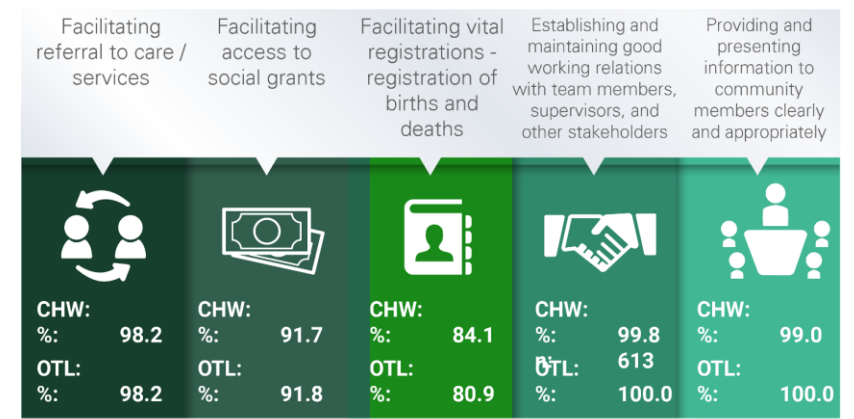 Facilitating
referral to care /
services
Facilitating
access to
social grants
Facilitating vital
registrations -
registration of
births and
deaths
Establishing and
maintaining good
working relations
with team members,
supervisors, and
other stakeholders
Providing and
presenting
information to
community
members clearly
and appropriately
CHW:
%: 98.2
OTL:
%: 98.2
CHW:
%: 91.7
OTL:
%: 91.8
CHW:
%: 84.1
OTL:
%: 80.9
CHW:
%: 99.8
n: 613
OTL:
%: 100.0
CHW:
%: 99.0
OTL:
%: 100.0